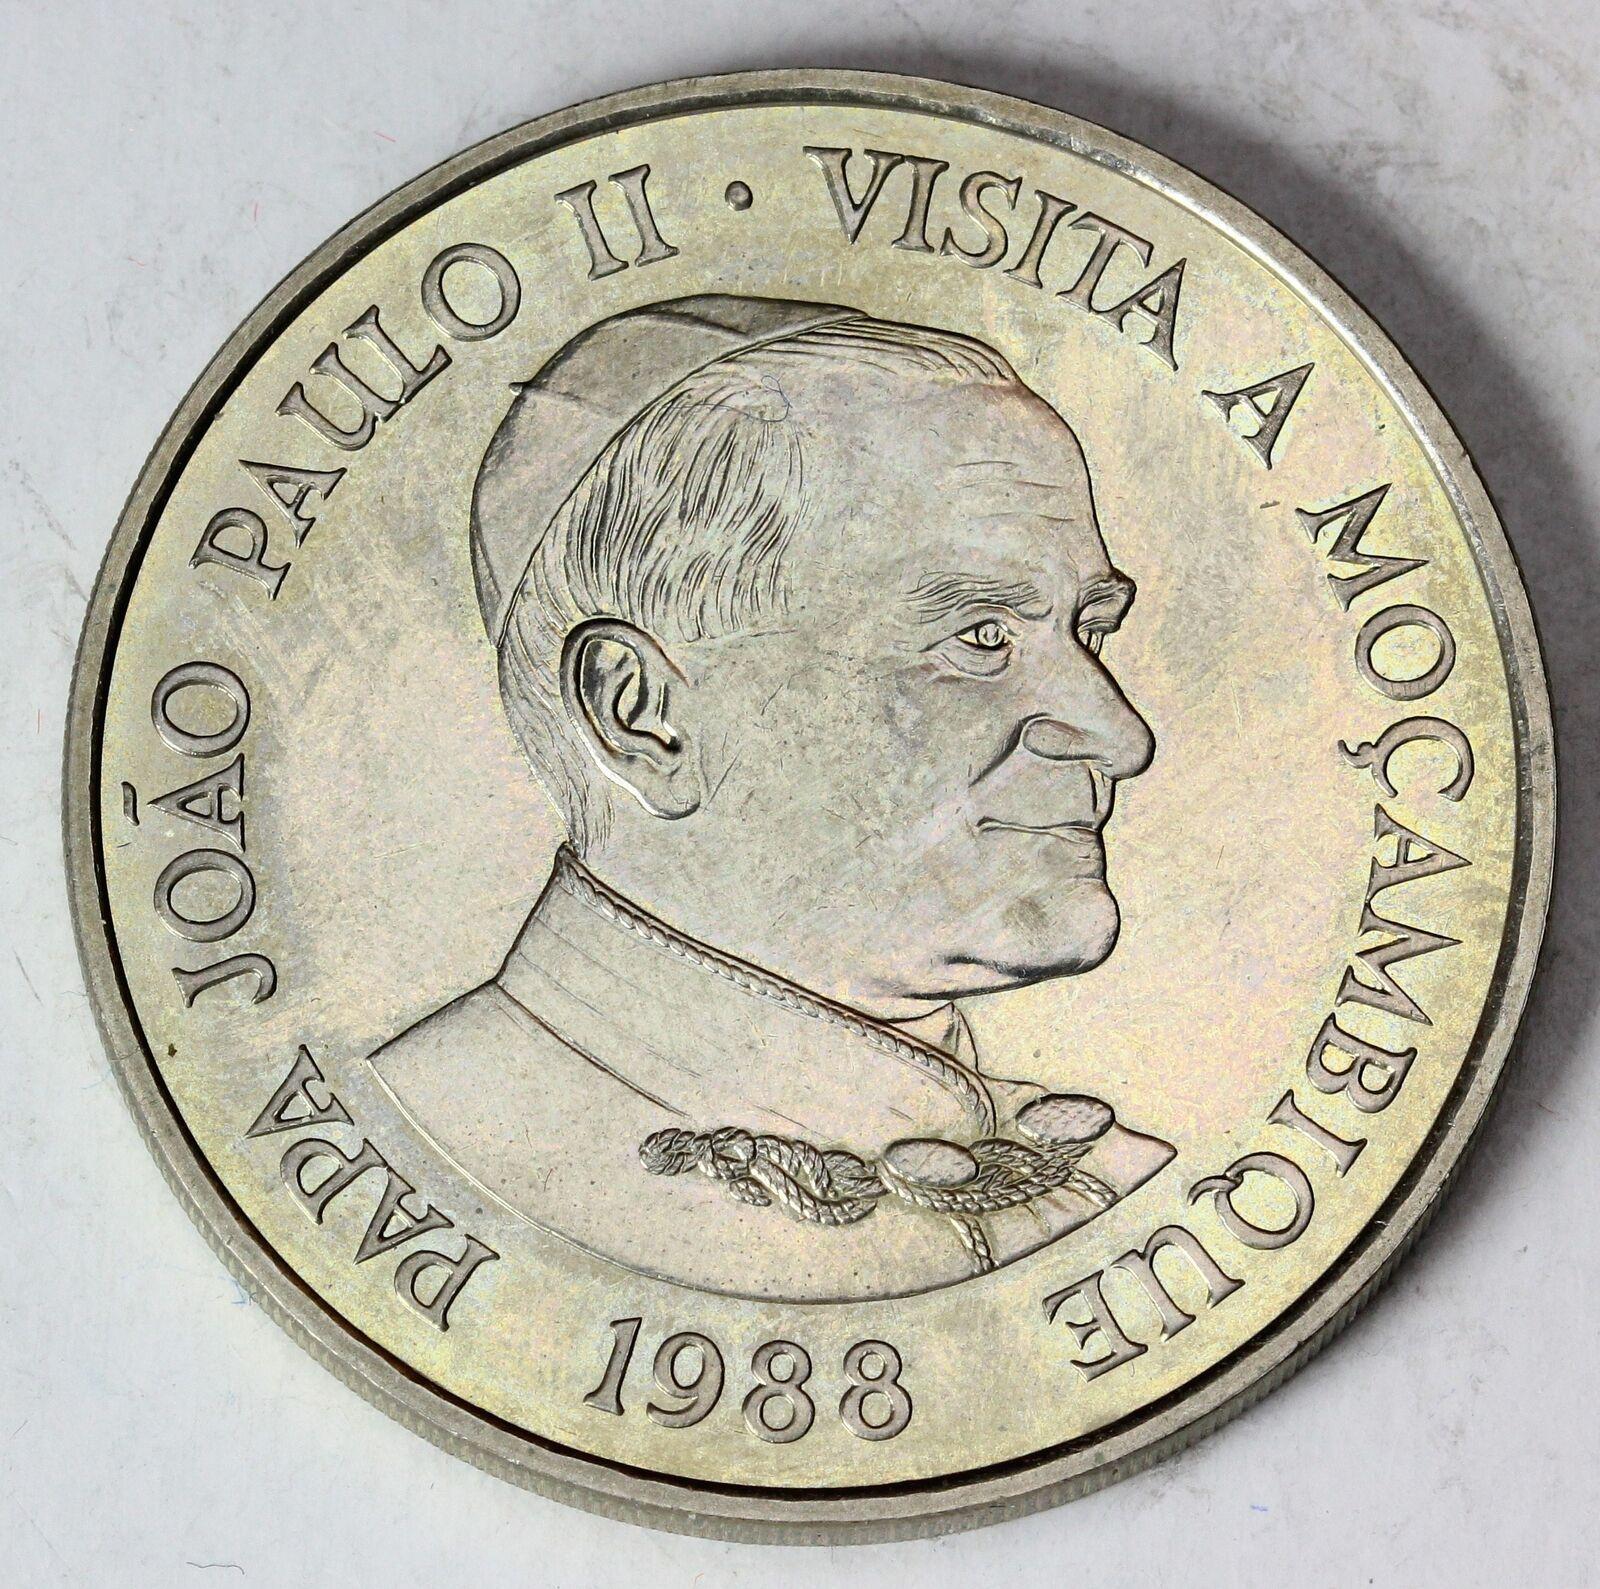 PAPA JOÃO PAULO II · VISITA A MOÇAMBIQUE
1988